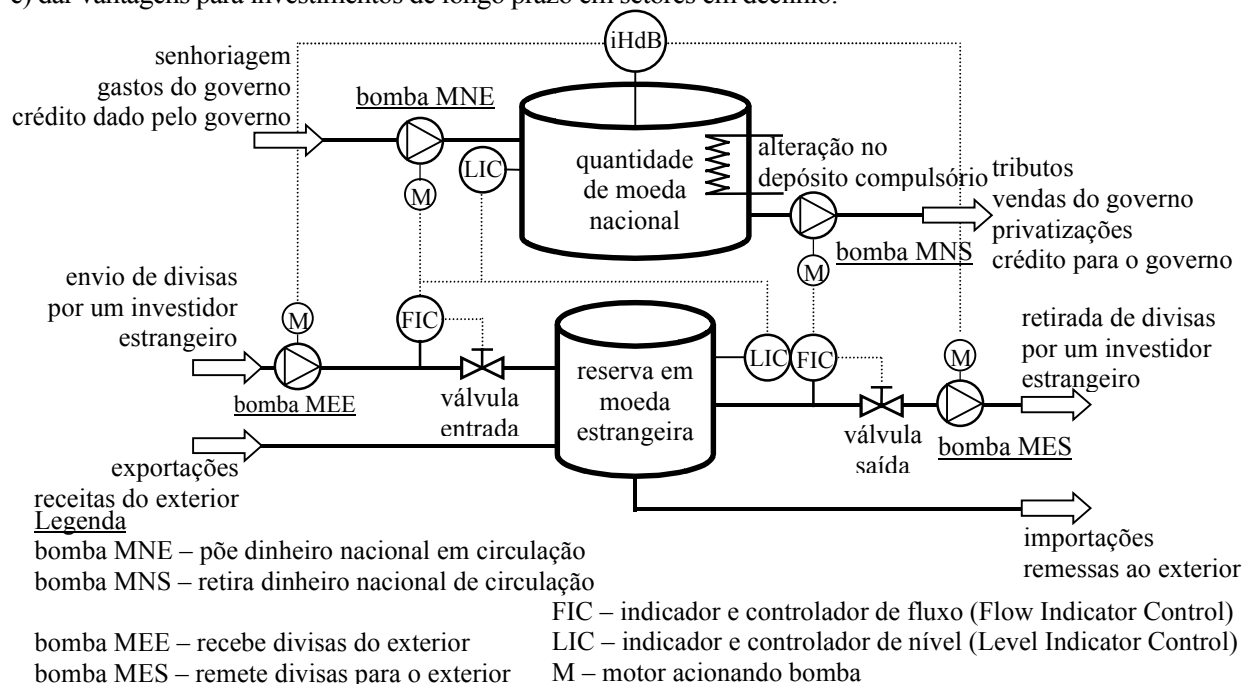 c) dar vantagens para investimentos de longo prazo em setores em declínio.
iHdB
senhoriagem
gastos do governo
crédito dado pelo governo
bomba MNE
M
LIC
quantidade
de moeda
nacional
alteração no
depósito compulsório
tributos
vendas do governo
privatizações
crédito para o governo
bomba MNS
M
envio de divisas
por um investidor
estrangeiro
M
bomba MEE
FIC
válvula
entrada
reserva em
moeda
estrangeira
LIC
FIC
válvula
saída
M
bomba MES
retirada de divisas
por um investidor
estrangeiro
exportações
receitas do exterior
importações
remessas ao exterior
Legenda
bomba MNE – põe dinheiro nacional em circulação
bomba MNS – retira dinheiro nacional de circulação
bomba MEE – recebe divisas do exterior
bomba MES – remete divisas para o exterior
FIC – indicador e controlador de fluxo (Flow Indicator Control)
LIC – indicador e controlador de nível (Level Indicator Control)
M – motor acionando bomba